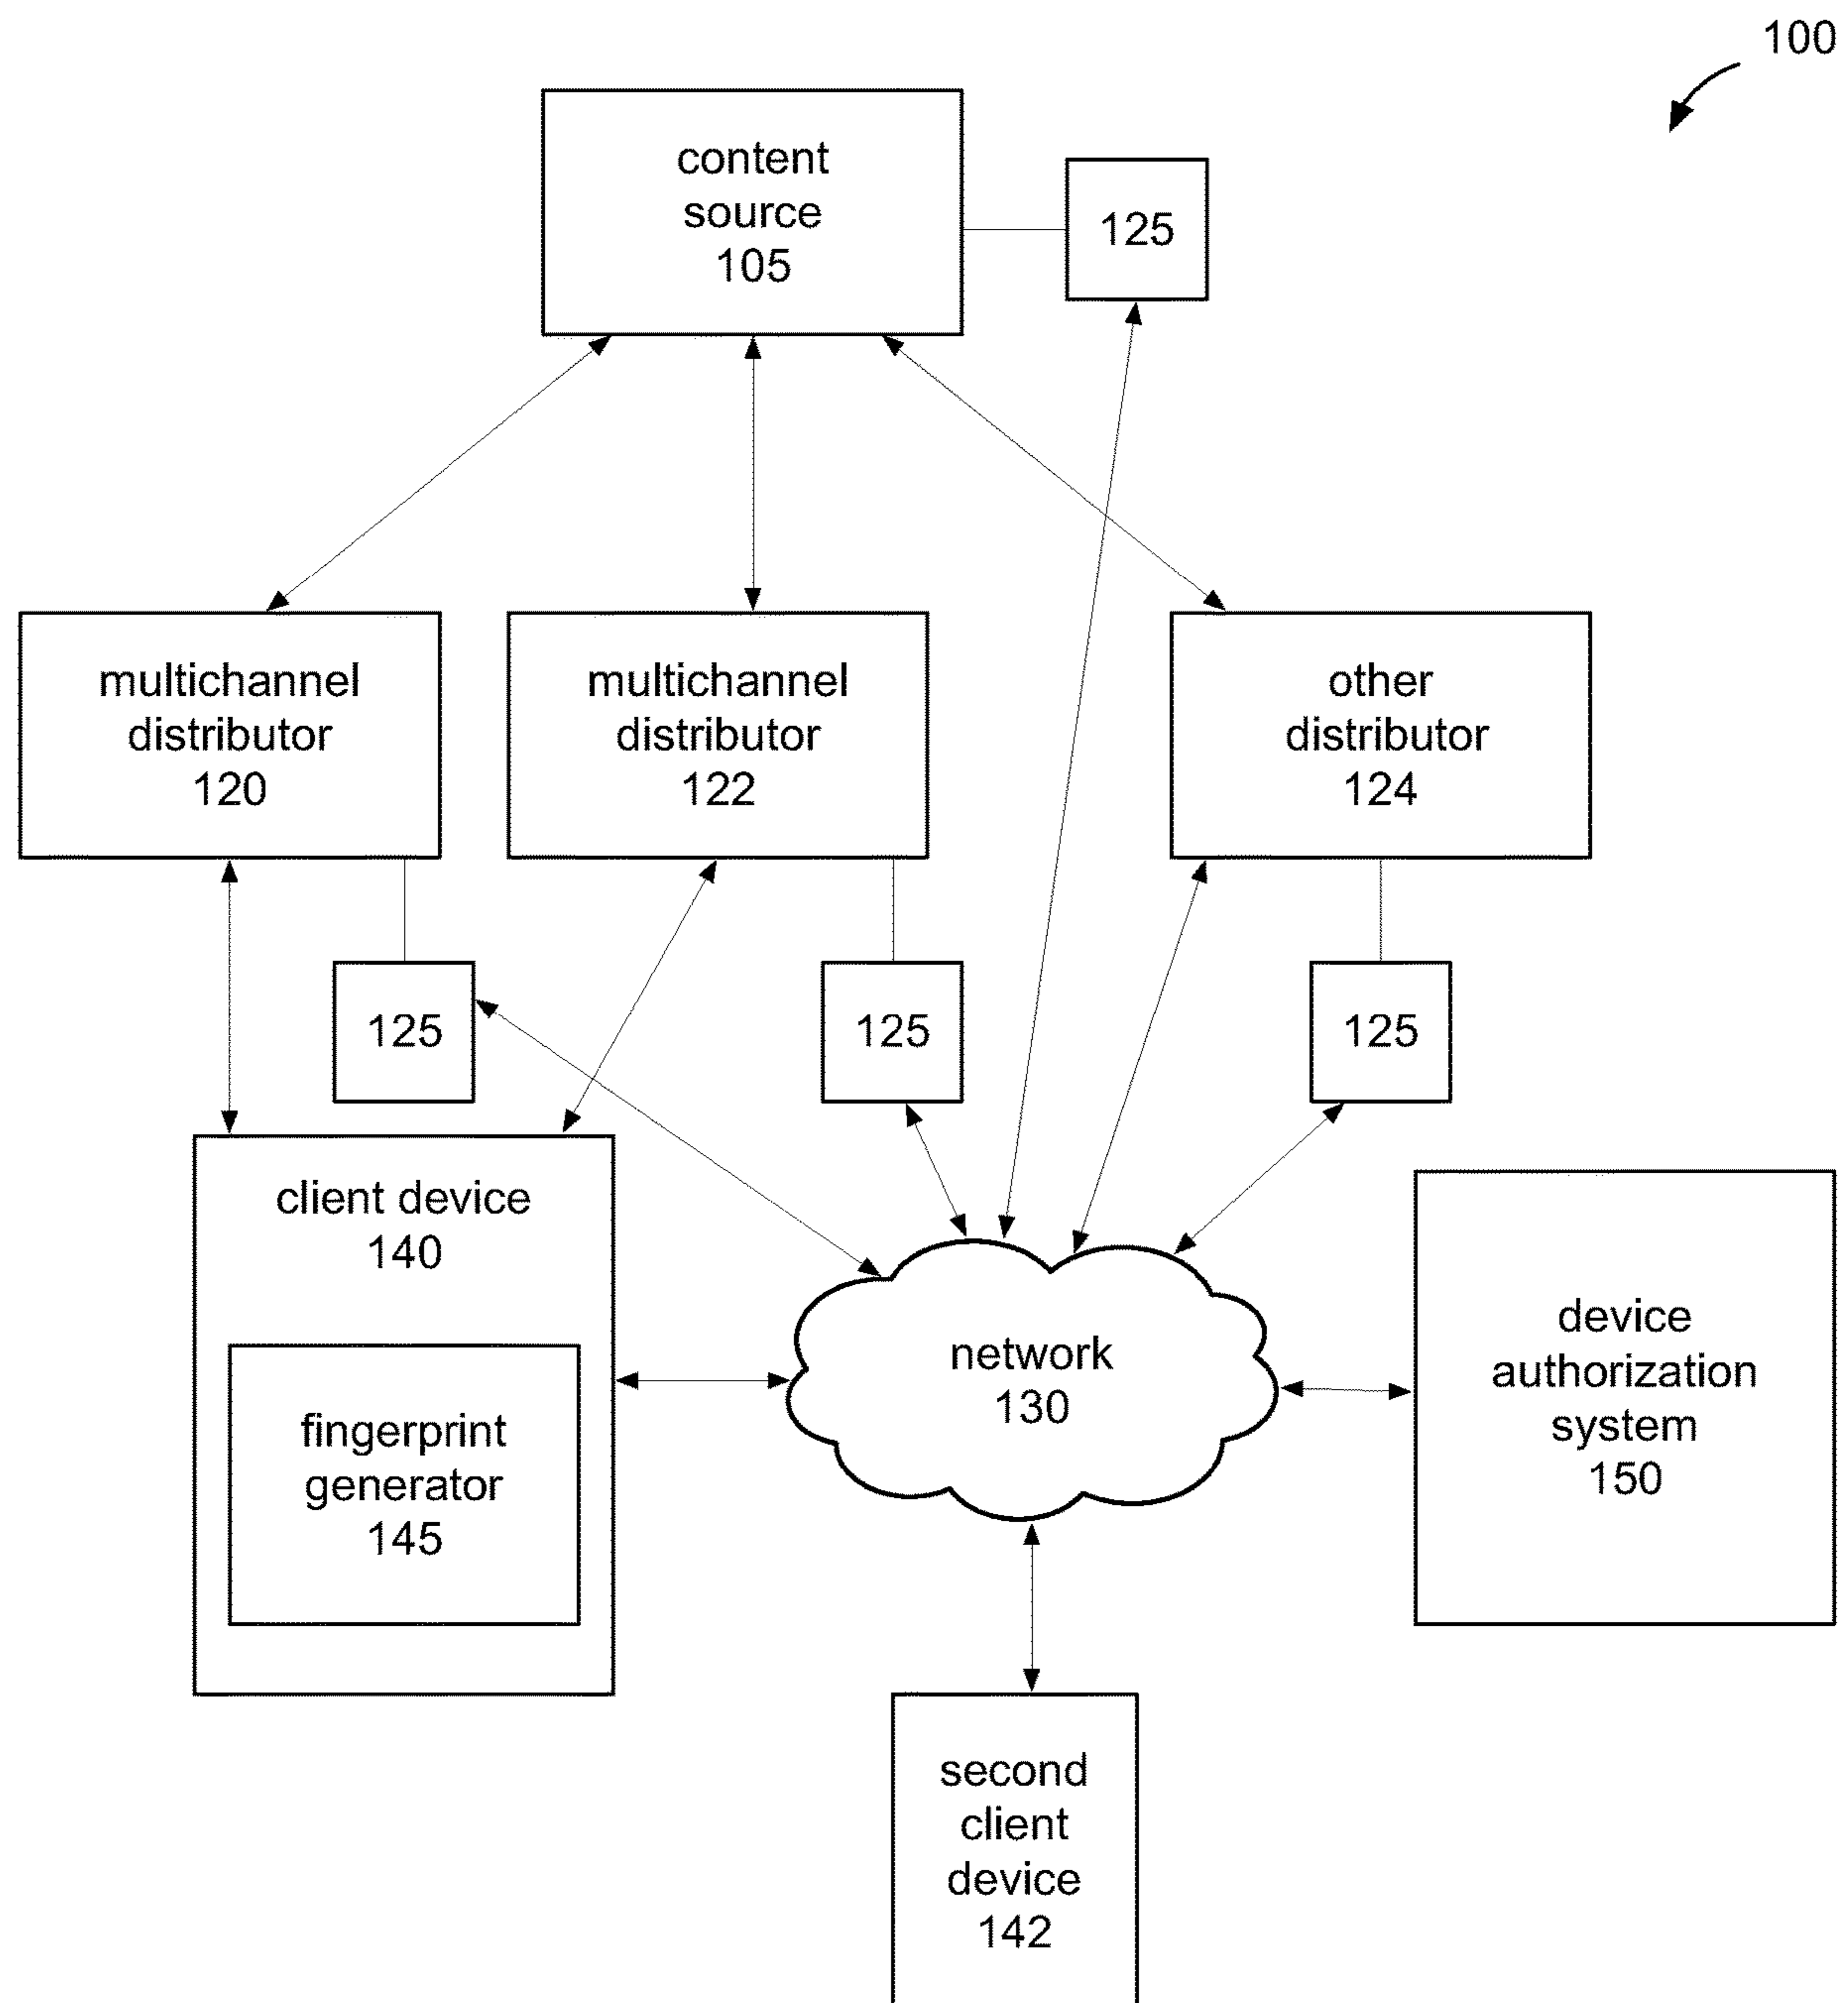 100
content
source
105
125
multichannel
distributor
120
multichannel
distributor
122
other
distributor
124
125
125
125
client device
140
fingerprint
generator
145
network
130
device
authorization
system
150
second
client
device
142